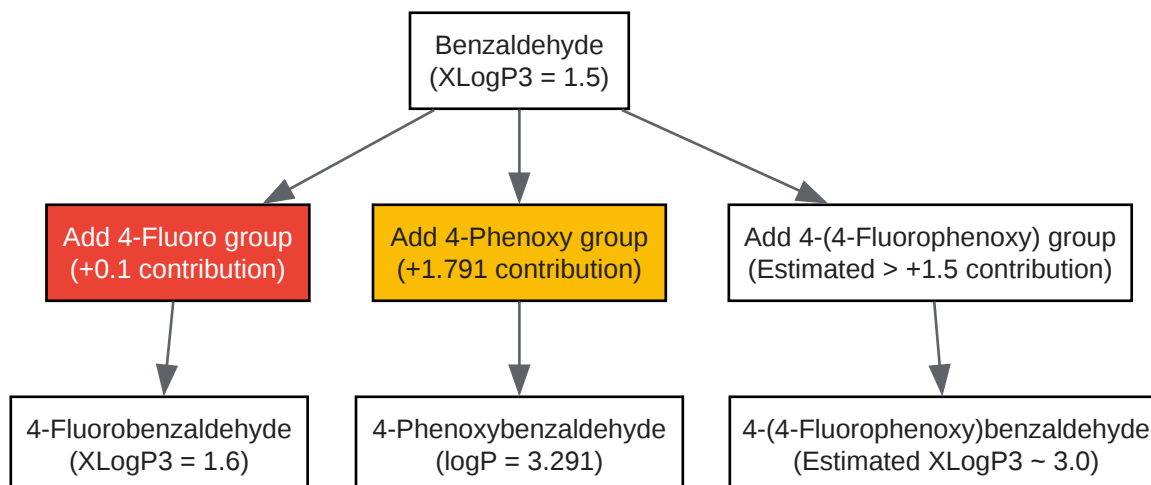 Benzaldehyde
(XLogP3 = 1.5)
Add 4-Fluoro group
(+0.1 contribution)
Add 4-Phenoxy group
(+1.791 contribution)
Add 4-(4-Fluorophenoxy) group
(Estimated > +1.5 contribution)
4-Fluorobenzaldehyde
(XLogP3 = 1.6)
4-Phenoxybenzaldehyde
(logP = 3.291)
4-(4-Fluorophenoxy)benzaldehyde
(Estimated XLogP3 ~ 3.0)